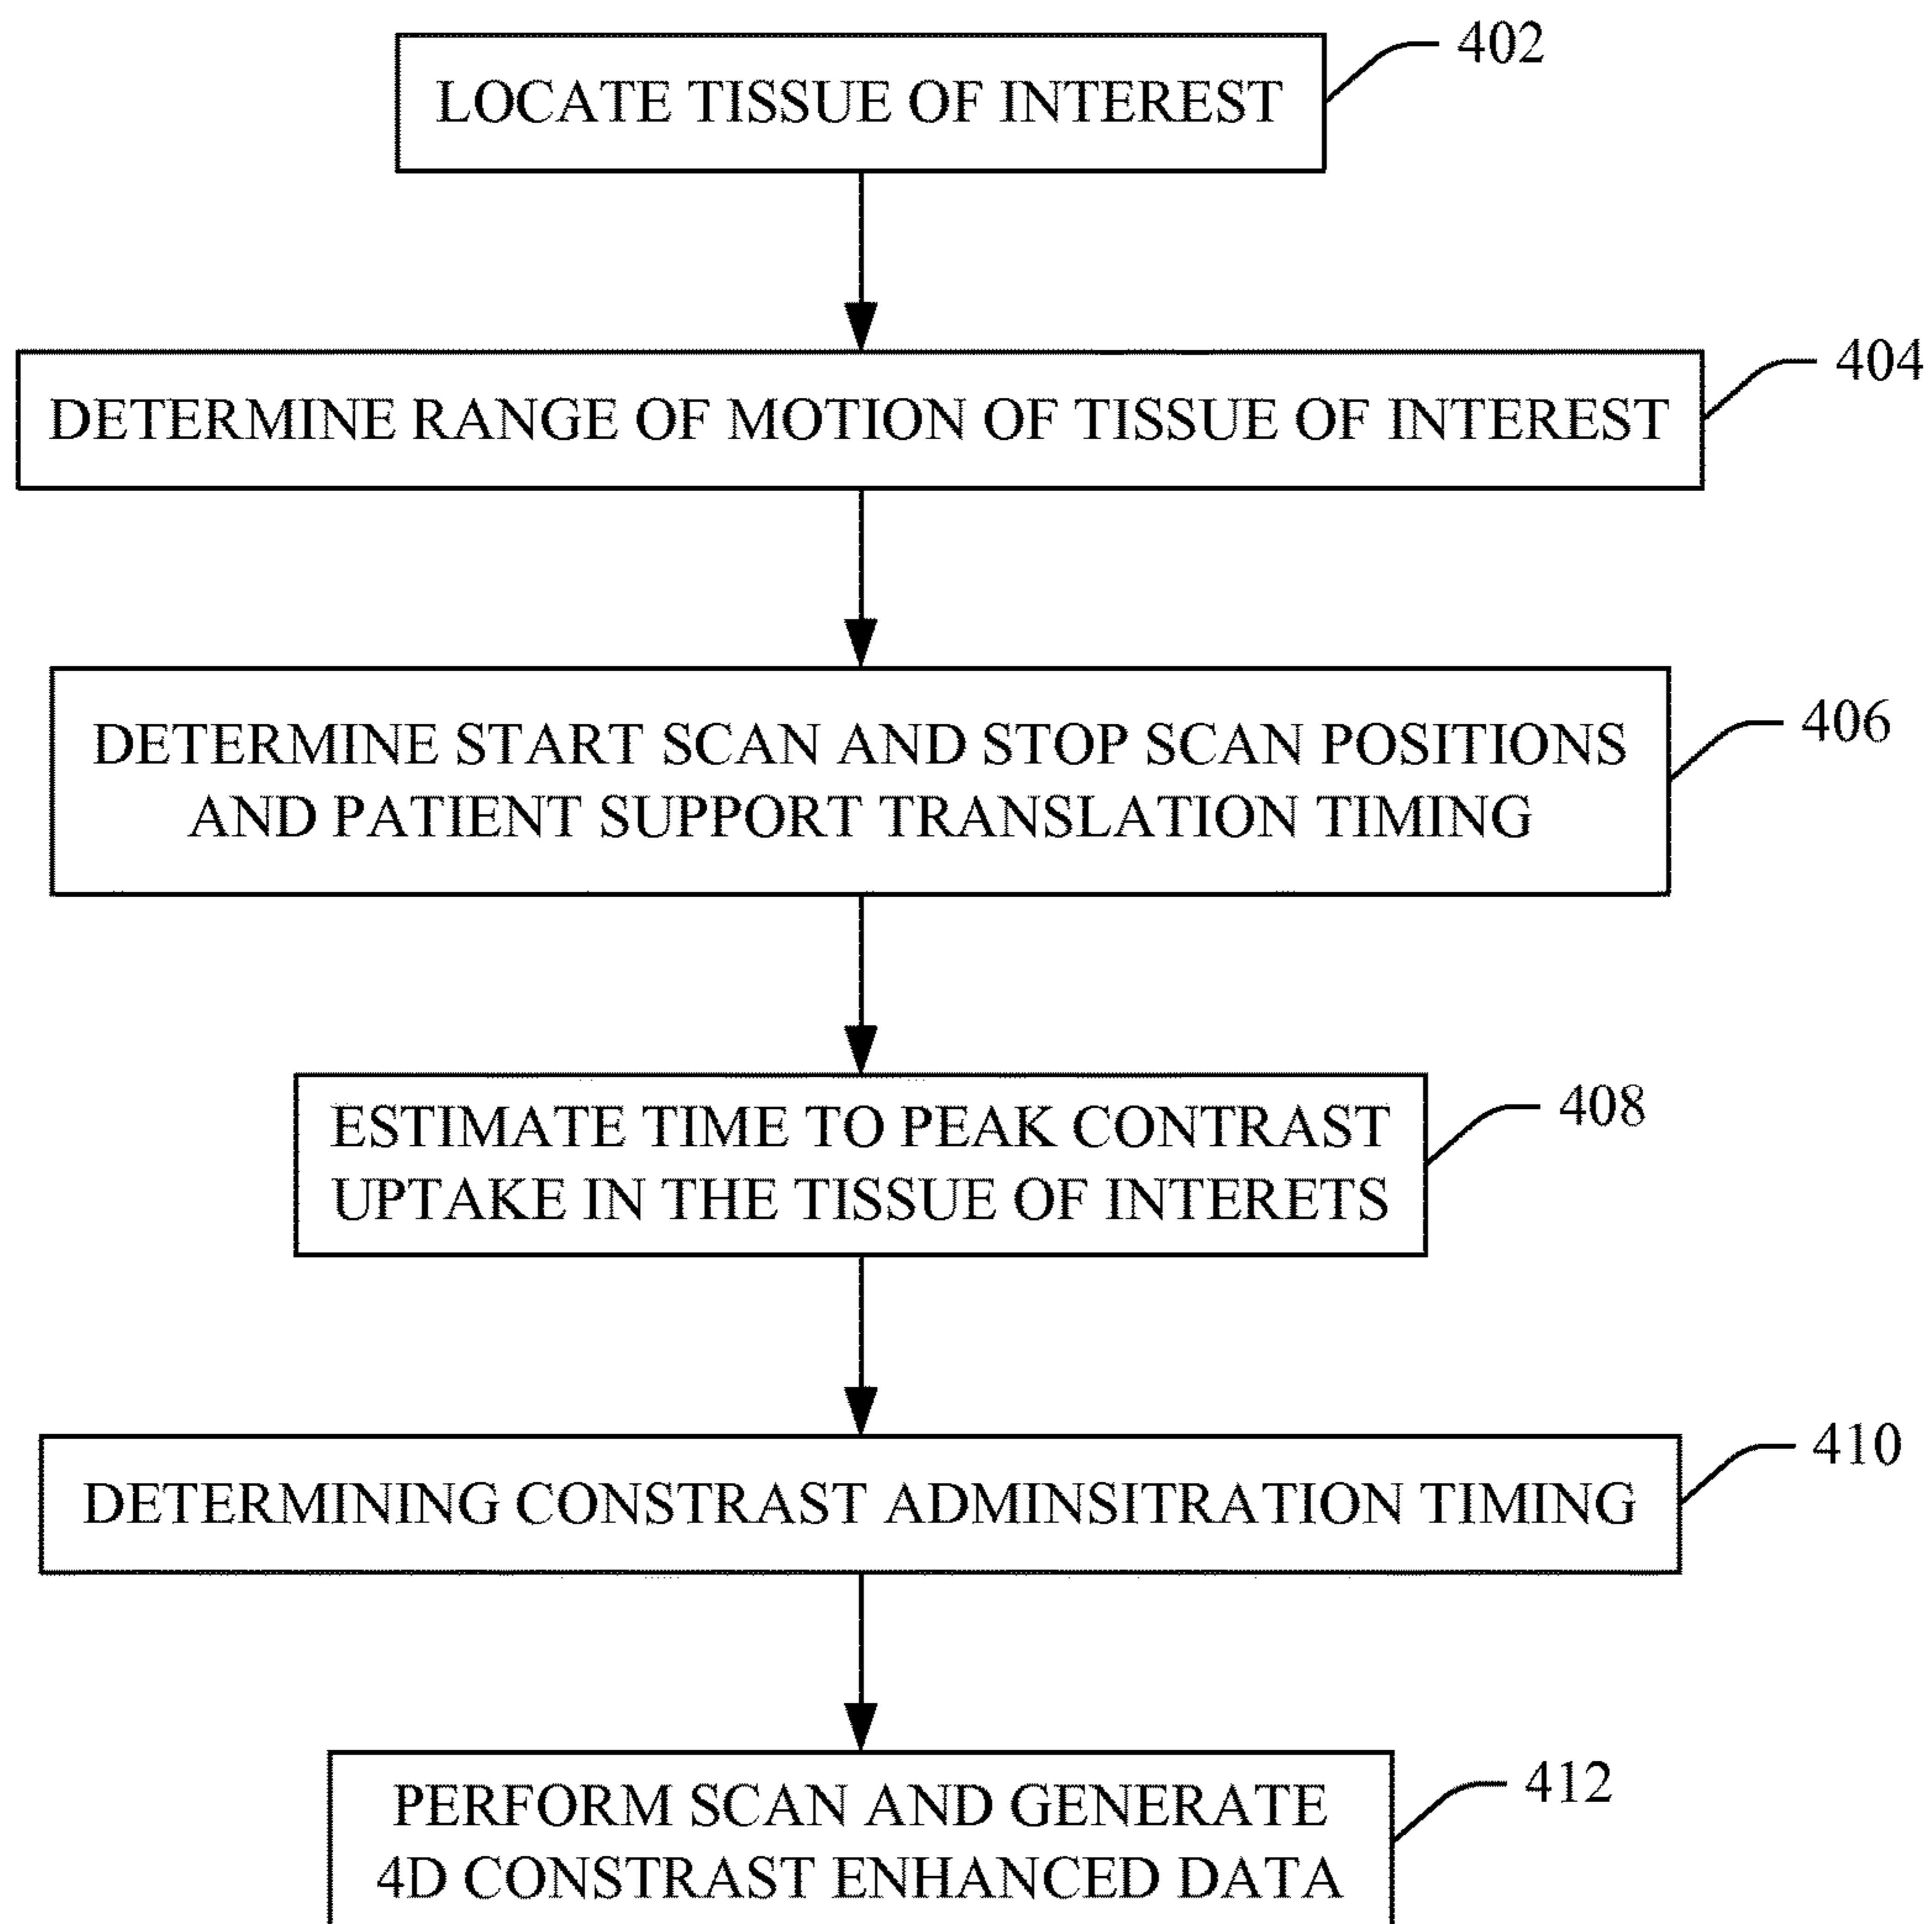 LOCATE TISSUE OF INTEREST
402
DETERMINE RANGE OF MOTION OF TISSUE OF INTEREST
404
DETERMINE START SCAN AND STOP SCAN POSITIONS
AND PATIENT SUPPORT TRANSLATION TIMING
406
ESTIMATE TIME TO PEAK CONTRAST
UPTAKE IN THE TISSUE OF INTERETS
408
DETERMINING CONSTRAST ADMINSITRATION TIMING
410
PERFORM SCAN AND GENERATE
4D CONSTRAST ENHANCED DATA
412